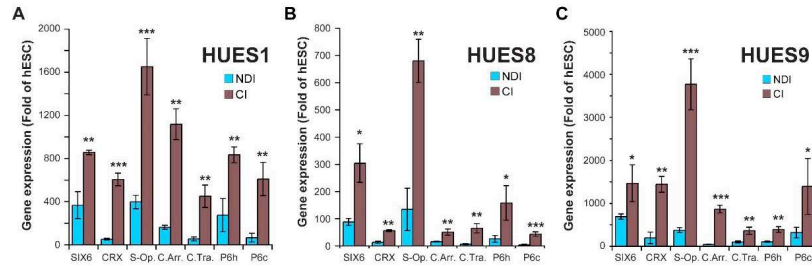 A
HUES1
NDI
CI
Gene expression (Fold of hESC)
2000
1600
1200
800
400
0
** *** *** ** ** ** **
SIX6 CRX S-Op. C.Arr. C.Tra. P6h P6c
B
HUES8
NDI
CI
Gene expression (Fold of hESC)
800
700
600
500
400
300
200
100
0
* ** ** ** ** * ***
SIX6 CRX S-Op. C.Arr. C.Tra. P6h P6c
C
HUES9
NDI
CI
Gene expression (Fold of hESC)
5000
4000
3000
2000
1000
0
* ** *** *** ** ** *
SIX6 CRX S-Op. C.Arr. C.Tra. P6h P6c